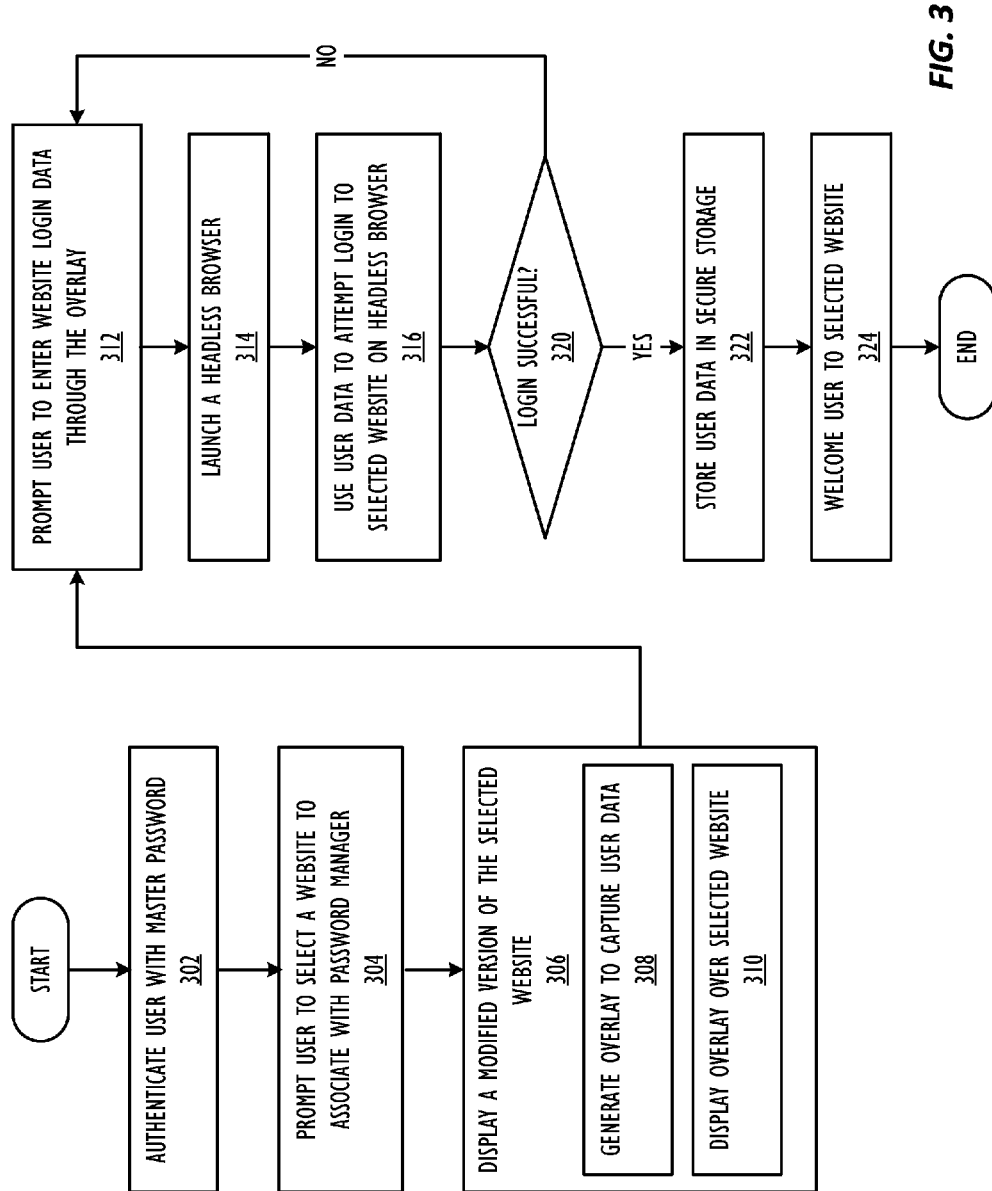 START
AUTHENTICATE USER WITH MASTER PASSWORD
302
PROMPT USER TO SELECT A WEBSITE TO
ASSOCIATE WITH PASSWORD MANAGER
304
DISPLAY A MODIFIED VERSION OF THE SELECTED
WEBSITE
306
GENERATE OVERLAY TO CAPTURE USER DATA
308
DISPLAY OVERLAY OVER SELECTED WEBSITE
310
PROMPT USER TO ENTER WEBSITE LOGIN DATA
THROUGH THE OVERLAY
312
LAUNCH A HEADLESS BROWSER
314
USE USER DATA TO ATTEMPT LOGIN TO
SELECTED WEBSITE ON HEADLESS BROWSER
316
LOGIN SUCCESSFUL?
320
NO
YES
STORE USER DATA IN SECURE STORAGE
322
WELCOME USER TO SELECTED WEBSITE
324
END
FIG. 3